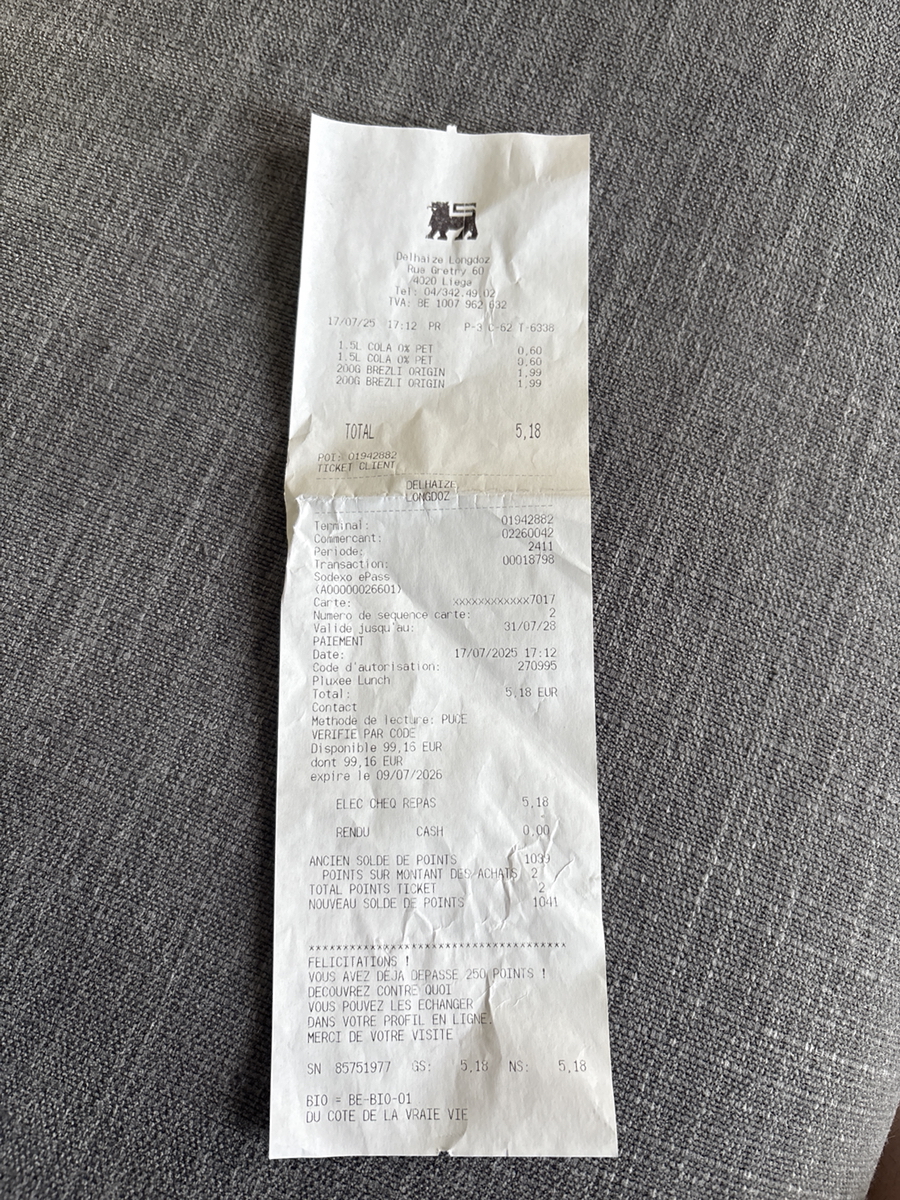 Delhaize Longdoz
Rue Gretry 60
4020 Liege
Tel: 04/342.49.02
TVA: BE 1007 962 632
17/07/25 17:12 PR P-3 C-62 T-6338
1.5L COLA 0% PET 0,60
1.5L COLA 0% PET 0,60
200G BREZLI ORIGIN 1,99
200G BREZLI ORIGIN 1,99
TOTAL 5,18
POI: 01942882
TICKET CLIENT
DELHAIZE
LONGDOZ
Terminal: 01942882
Commercant: 02260042
Periode: 2411
Transaction: 00018798
Sodexo ePass
(A00000026601)
Carte: xxxxxxxxxxxx7017
Numero de sequence carte: 2
Valide jusqu'au: 31/07/28
PAIEMENT
Date: 17/07/2025 17:12
Code d'autorisation: 270995
Pluxee Lunch
Total: 5,18 EUR
Contact
Methode de lecture: PUCE
VERIFIE PAR CODE
Disponible 99,16 EUR
dont 99,16 EUR
expire le 09/07/2026
ELEC CHEQ REPAS 5,18
RENDU CASH 0,00
ANCIEN SOLDE DE POINTS 1039
POINTS SUR MONTANT DES ACHATS 2
TOTAL POINTS TICKET 2
NOUVEAU SOLDE DE POINTS 1041
****************************************
FELICITATIONS !
VOUS AVEZ DEJA DEPASSE 250 POINTS !
DECOUVREZ CONTRE QUOI
VOUS POUVEZ LES ECHANGER
DANS VOTRE PROFIL EN LIGNE.
MERCI DE VOTRE VISITE
SN 85751977 GS: 5,18 NS: 5,18
BIO = BE-BIO-01
DU COTE DE LA VRAIE VIE